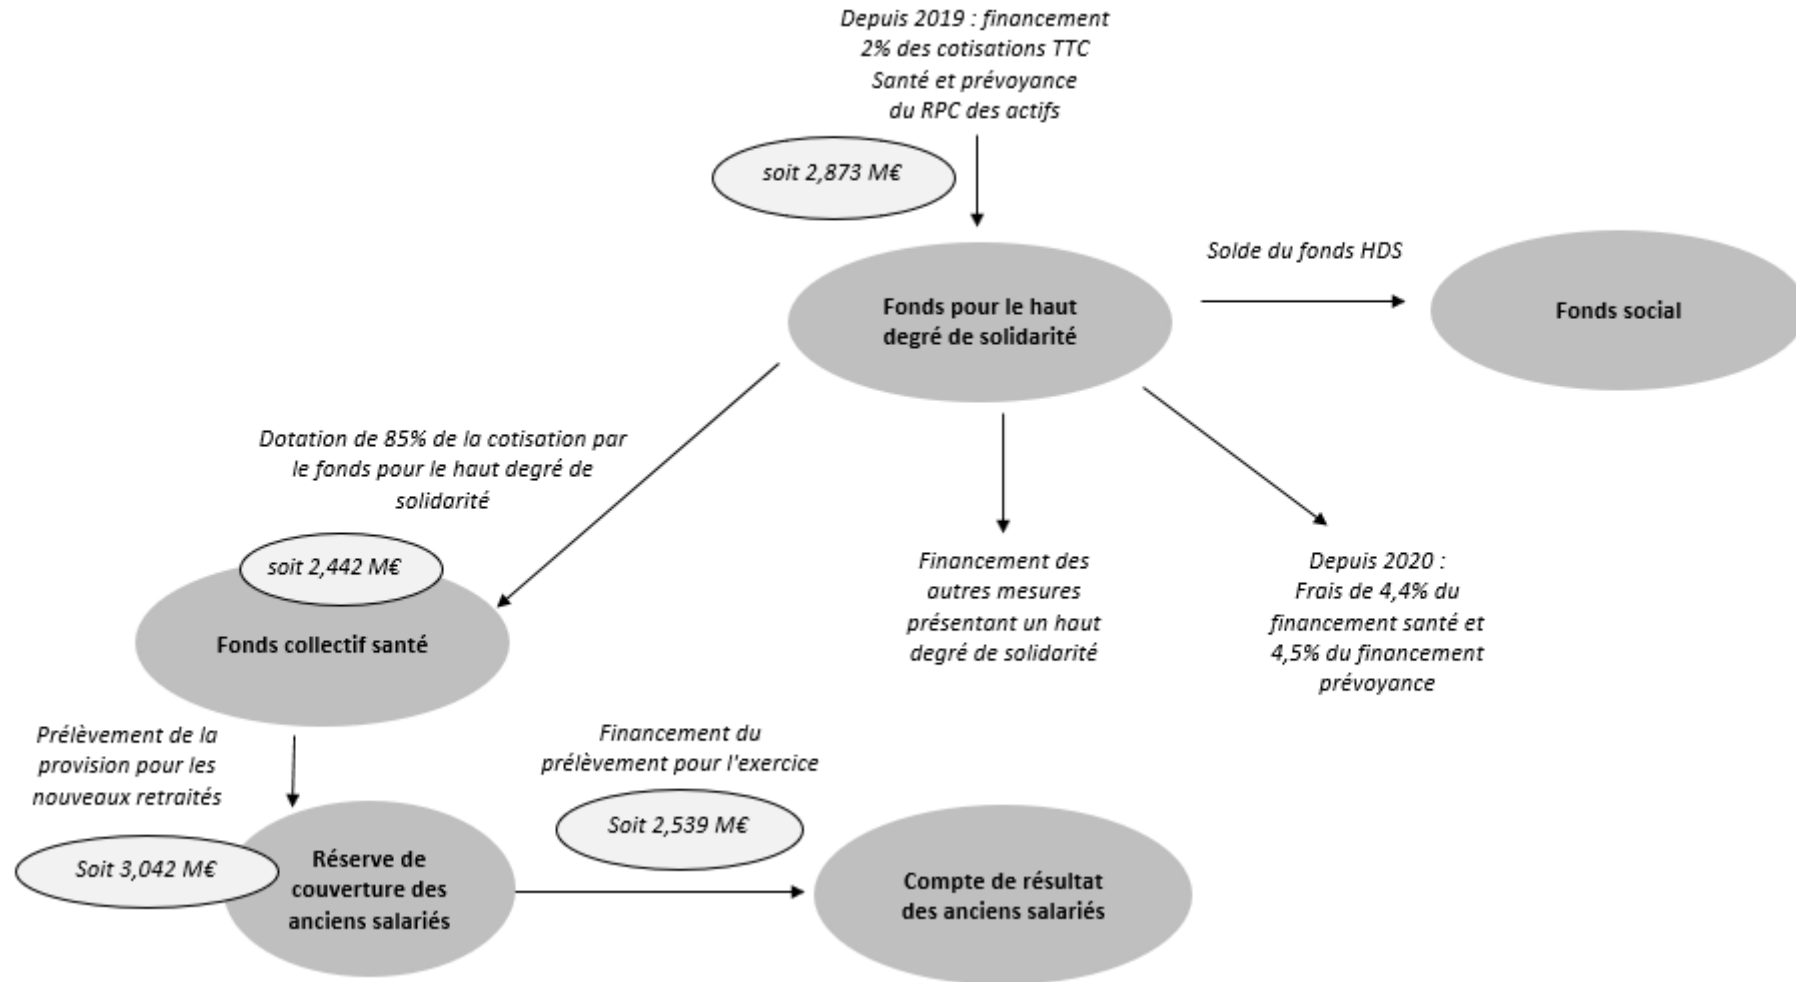 Depuis 2019 : financement
2% des cotisations TTC
Santé et prévoyance
du RPC des actifs
soit 2,873 M€
Fonds pour le haut
degré de solidarité
Solde du fonds HDS
Fonds social
Dotation de 85% de la cotisation par
le fonds pour le haut degré de
solidarité
soit 2,442 M€
Fonds collectif santé
Financement des
autres mesures
présentant un haut
degré de solidarité
Depuis 2020 :
Frais de 4,4% du
financement santé et
4,5% du financement
prévoyance
Prélèvement de la
provision pour les
nouveaux retraités
Soit 3,042 M€
Réserve de
couverture des
anciens salariés
Financement du
prélèvement pour l'exercice
Soit 2,539 M€
Compte de résultat
des anciens salariés